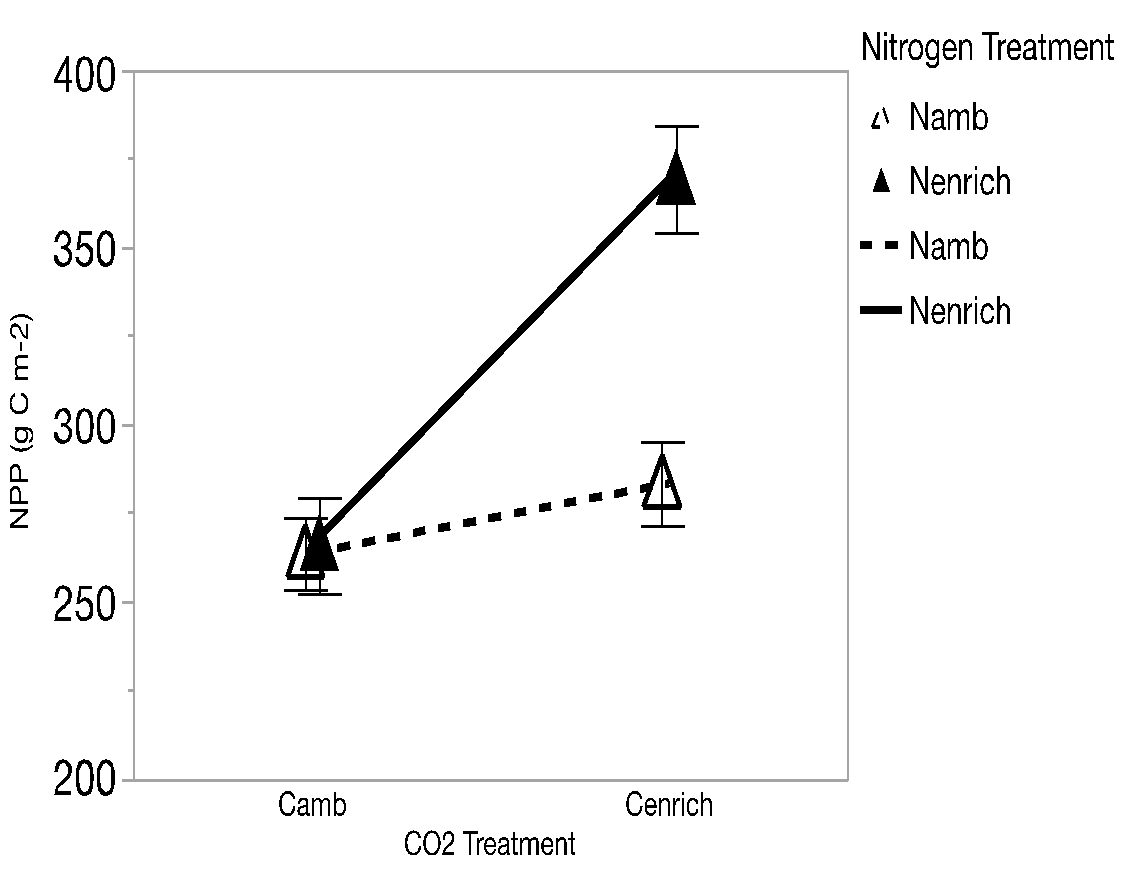 Nitrogen Treatment
Namb
Nenrich
Namb
Nenrich
NPP (g C m-2)
400
350
300
250
200
Camb
Cenrich
CO2 Treatment